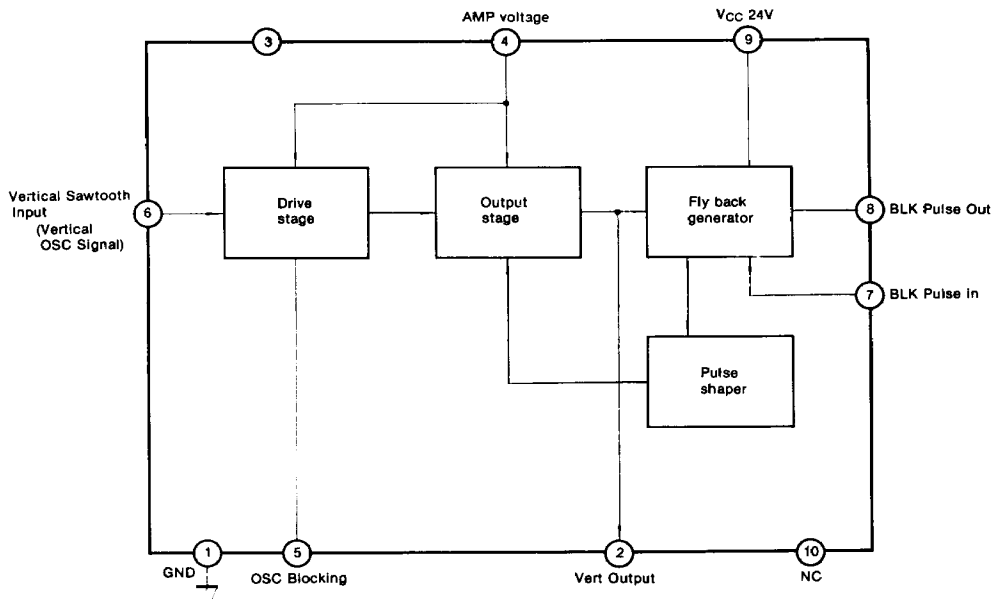 AMP voltage
VCC 24V
3
4
9
Vertical Sawtooth
Input
(Vertical
OSC Signal)
6
Drive
stage
Output
stage
Fly back
generator
8
BLK Pulse Out
7
BLK Pulse in
Pulse
shaper
1
5
2
10
GND
OSC Blocking
Vert Output
NC